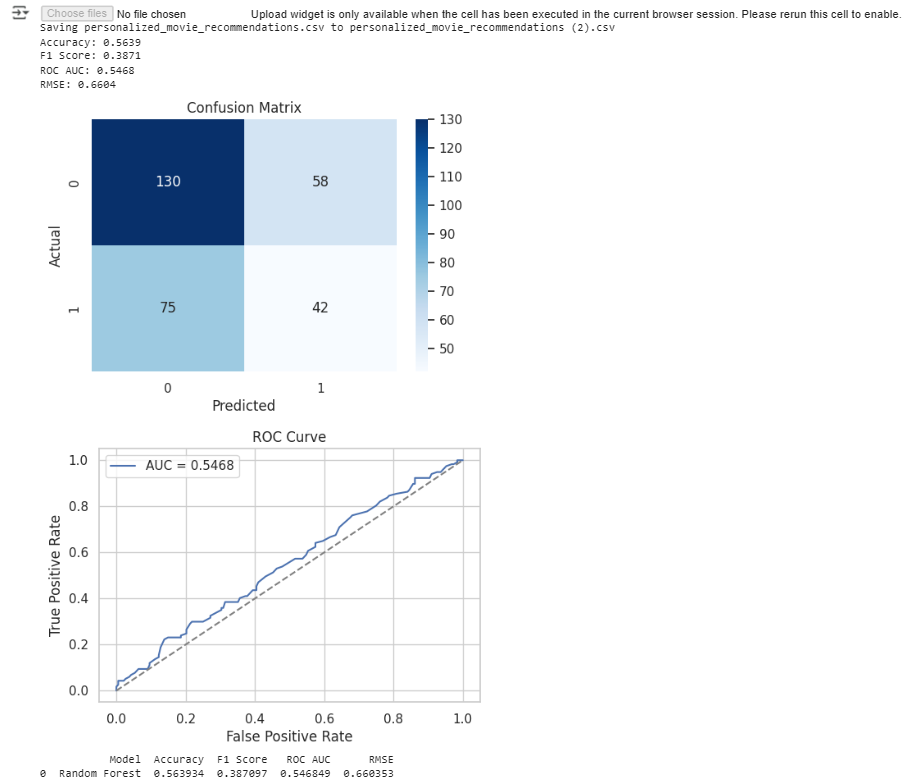 Choose files No file chosen Upload widget is only available when the cell has been executed in the current browser session. Please rerun this cell to enable.
Saving personalized_movie_recommendations.csv to personalized_movie_recommendations (2).csv
Accuracy: 0.5639
F1 Score: 0.3871
ROC AUC: 0.5468
RMSE: 0.6604
Confusion Matrix
130
120
110
100
90
80
70
60
50
Actual
0
130 58
1
75 42
0 1
Predicted
ROC Curve
AUC = 0.5468
True Positive Rate
1.0
0.8
0.6
0.4
0.2
0.0
0.0 0.2 0.4 0.6 0.8 1.0
False Positive Rate
Model Accuracy F1 Score ROC AUC RMSE
0 Random Forest 0.563934 0.387097 0.546849 0.660353